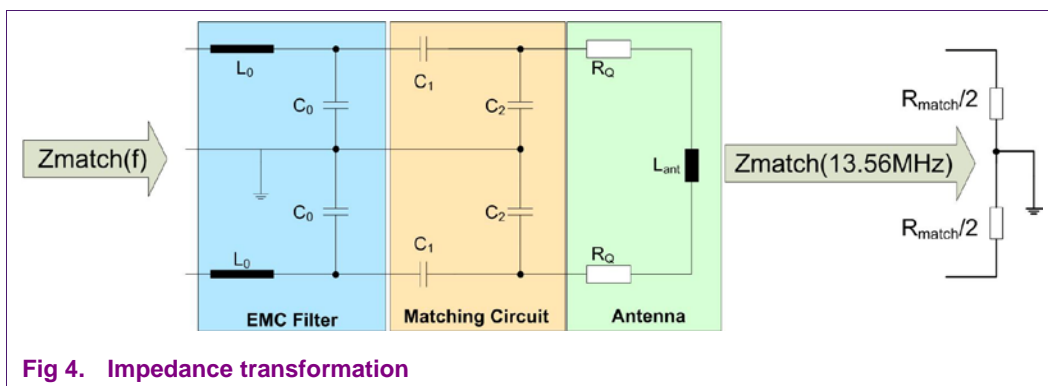 Zmatch(f)
L0
C0
C0
L0
EMC Filter
C1
C2
C2
C1
Matching Circuit
RQ
Lant
RQ
Antenna
Zmatch(13.56MHz)
Rmatch/2
Rmatch/2
Fig 4. Impedance transformation